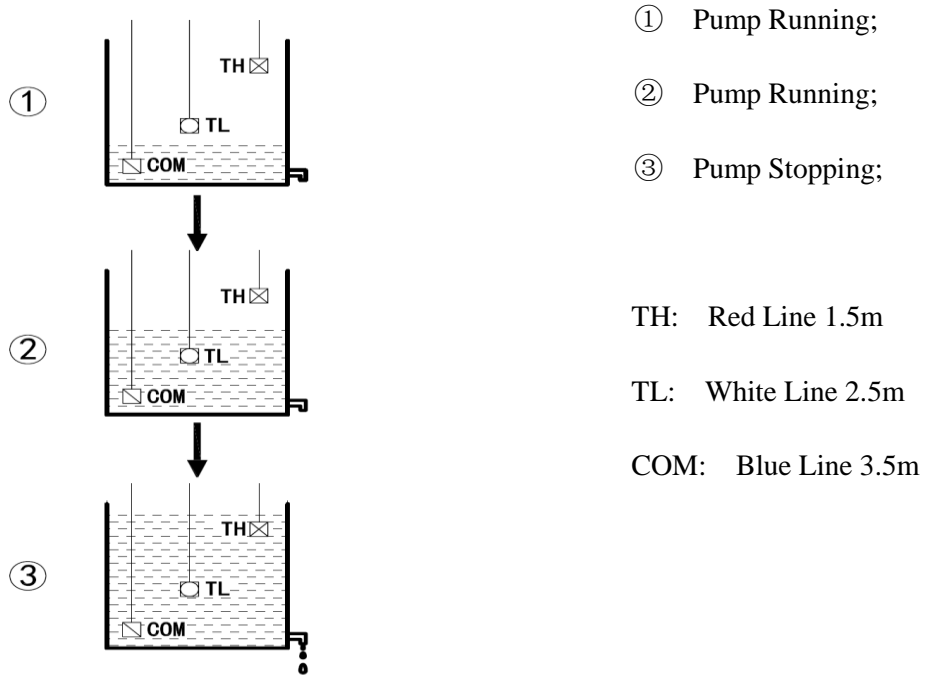 ①
TH
TL
COM
②
TH
TL
COM
③
TH
TL
COM
① Pump Running;
② Pump Running;
③ Pump Stopping;
TH: Red Line 1.5m
TL: White Line 2.5m
COM: Blue Line 3.5m